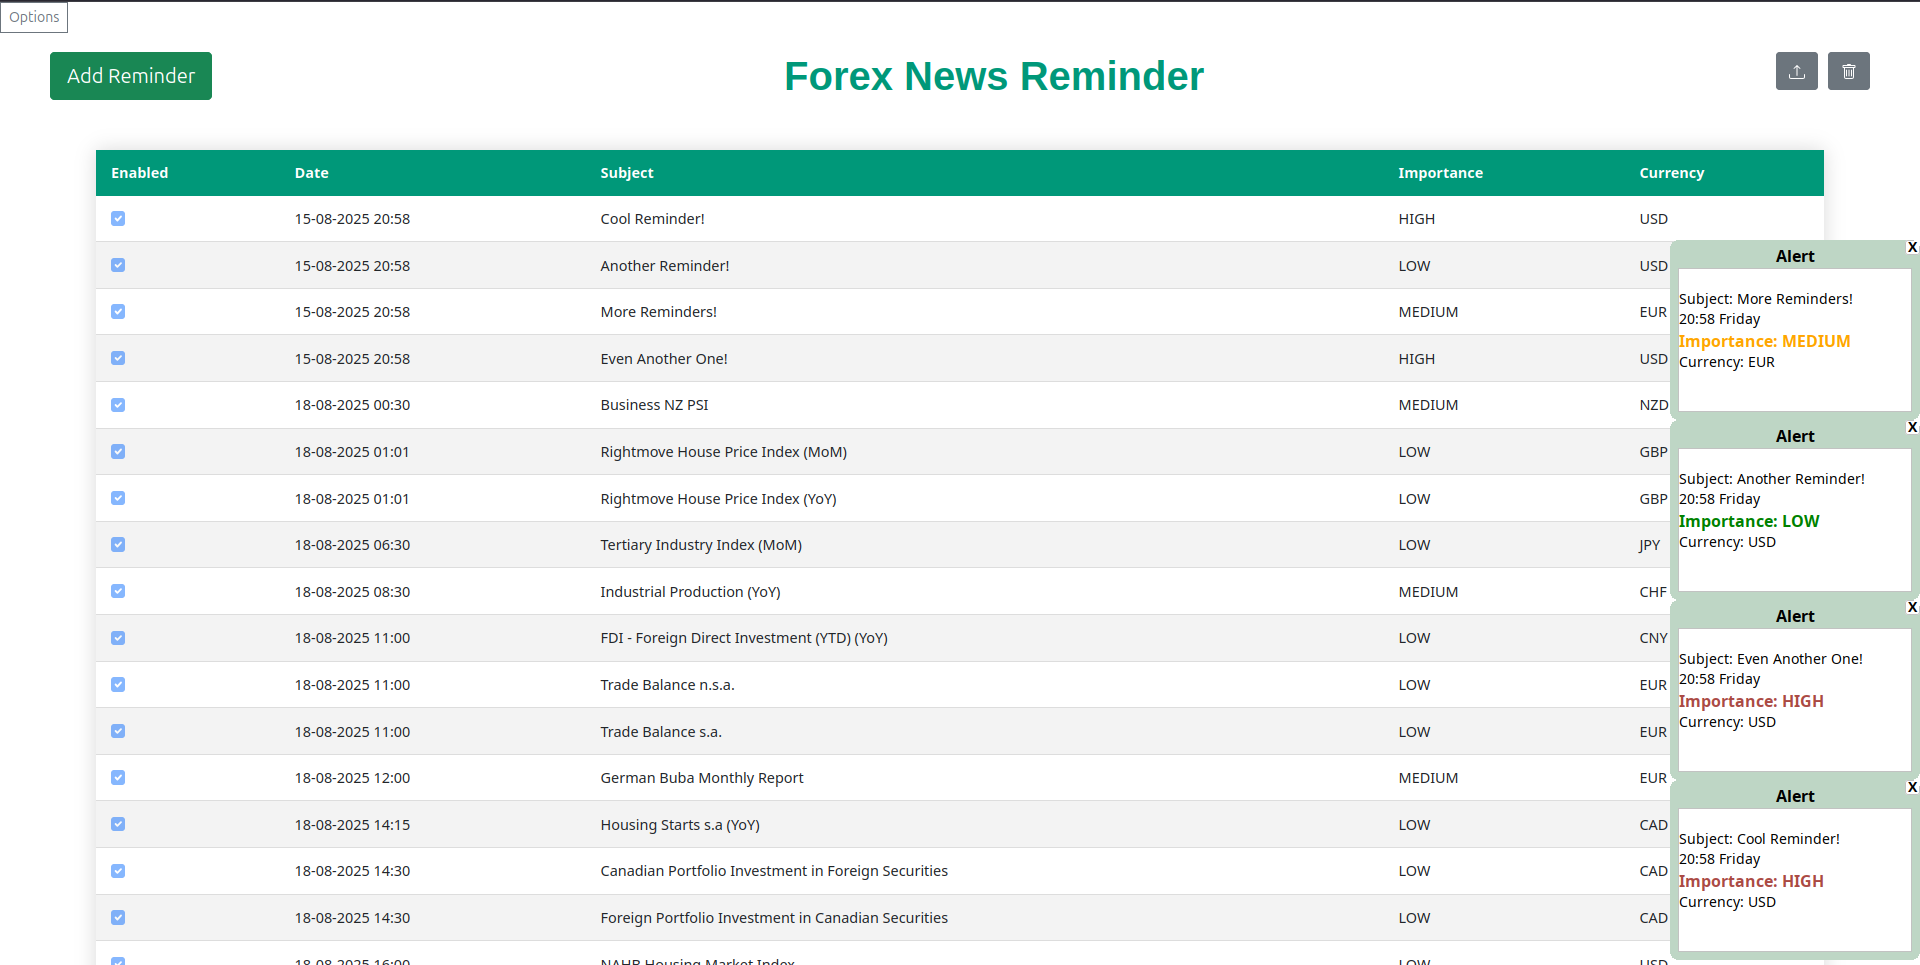 Options
Add Reminder
Forex News Reminder
Enabled Date Subject Importance Currency
15-08-2025 20:58 Cool Reminder! HIGH USD
15-08-2025 20:58 Another Reminder! LOW USD
15-08-2025 20:58 More Reminders! MEDIUM EUR
15-08-2025 20:58 Even Another One! HIGH USD
18-08-2025 00:30 Business NZ PSI MEDIUM NZD
18-08-2025 01:01 Rightmove House Price Index (MoM) LOW GBP
18-08-2025 01:01 Rightmove House Price Index (YoY) LOW GBP
18-08-2025 06:30 Tertiary Industry Index (MoM) LOW JPY
18-08-2025 08:30 Industrial Production (YoY) MEDIUM CHF
18-08-2025 11:00 FDI - Foreign Direct Investment (YTD) (YoY) LOW CNY
18-08-2025 11:00 Trade Balance n.s.a. LOW EUR
18-08-2025 11:00 Trade Balance s.a. LOW EUR
18-08-2025 12:00 German Buba Monthly Report MEDIUM EUR
18-08-2025 14:15 Housing Starts s.a (YoY) LOW CAD
18-08-2025 14:30 Canadian Portfolio Investment in Foreign Securities LOW CAD
18-08-2025 14:30 Foreign Portfolio Investment in Canadian Securities LOW CAD
18-08-2025 16:00 NAHB Housing Market Index LOW USD
Alert X
Subject: More Reminders!
20:58 Friday
Importance: MEDIUM
Currency: EUR
Alert X
Subject: Another Reminder!
20:58 Friday
Importance: LOW
Currency: USD
Alert X
Subject: Even Another One!
20:58 Friday
Importance: HIGH
Currency: USD
Alert X
Subject: Cool Reminder!
20:58 Friday
Importance: HIGH
Currency: USD